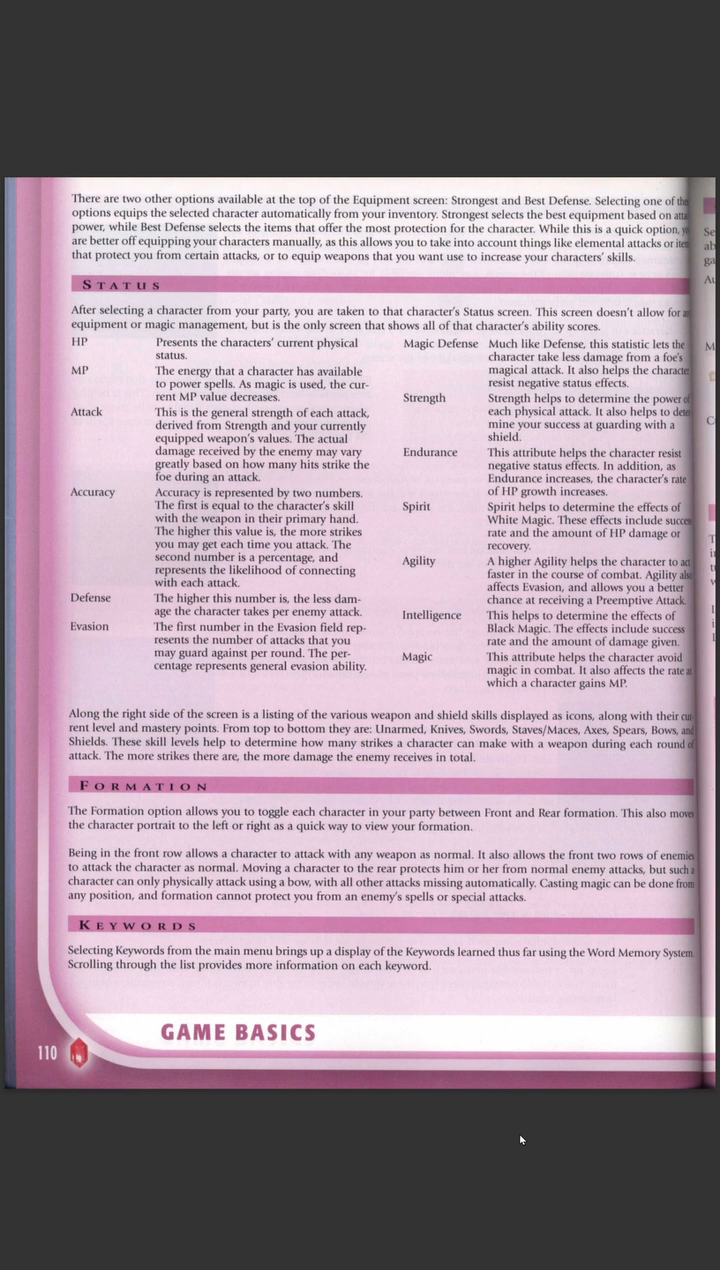 There are two other options available at the top of the Equipment screen: Strongest and Best Defense. Selecting one of the
options equips the selected character automatically from your inventory. Strongest selects the best equipment based on
power, while Best Defense selects the items that offer the most protection for the character. While this is a quick option,
are better off equipping your characters manually, as this allows you to take into account things like elemental attacks or
that protect you from certain attacks, or to equip weapons that you want use to increase your characters' skills.
STATUS
After selecting a character from your party, you are taken to that character's Status screen. This screen doesn't allow for
equipment or magic management, but is the only screen that shows all of that character's ability scores.
HP Presents the characters' current physical
status.
MP The energy that a character has available
to power spells. As magic is used, the cur-
rent MP value decreases.
Attack This is the general strength of each attack,
derived from Strength and your currently
equipped weapon's values. The actual
damage received by the enemy may vary
greatly based on how many hits strike the
foe during an attack.
Accuracy Accuracy is represented by two numbers.
The first is equal to the character's skill
with the weapon in their primary hand.
The higher this value is, the more strikes
you may get each time you attack. The
second number is a percentage, and
represents the likelihood of connecting
with each attack.
Defense The higher this number is, the less dam-
age the character takes per enemy attack.
Evasion The first number in the Evasion field rep-
resents the number of attacks that you
may guard against per round. The per-
centage represents general evasion ability.
Magic Defense Much like Defense, this statistic lets the
character take less damage from a foe's
magical attack. It also helps the character
resist negative status effects.
Strength Strength helps to determine the power of
each physical attack. It also helps to dete
mine your success at guarding with a
shield.
Endurance This attribute helps the character resist
negative status effects. In addition, as
Endurance increases, the character's rate
of HP growth increases.
Spirit Spirit helps to determine the effects of
White Magic. These effects include succes
rate and the amount of HP damage or
recovery.
Agility A higher Agility helps the character to act
faster in the course of combat. Agility also
affects Evasion, and allows you a better
chance at receiving a Preemptive Attack.
Intelligence This helps to determine the effects of
Black Magic. The effects include success
rate and the amount of damage given.
Magic This attribute helps the character avoid
magic in combat. It also affects the rate at
which a character gains MP.
Along the right side of the screen is a listing of the various weapon and shield skills displayed as icons, along with their cur-
rent level and mastery points. From top to bottom they are: Unarmed, Knives, Swords, Staves/Maces, Axes, Spears, Bows, and
Shields. These skill levels help to determine how many strikes a character can make with a weapon during each round of
attack. The more strikes there are, the more damage the enemy receives in total.
FORMATION
The Formation option allows you to toggle each character in your party between Front and Rear formation. This also moves
the character portrait to the left or right as a quick way to view your formation.
Being in the front row allows a character to attack with any weapon as normal. It also allows the front two rows of enemies
to attack the character as normal. Moving a character to the rear protects him or her from normal enemy attacks, but such a
character can only physically attack using a bow, with all other attacks missing automatically. Casting magic can be done from
any position, and formation cannot protect you from an enemy's spells or special attacks.
KEYWORDS
Selecting Keywords from the main menu brings up a display of the Keywords learned thus far using the Word Memory System.
Scrolling through the list provides more information on each keyword.
GAME BASICS
110